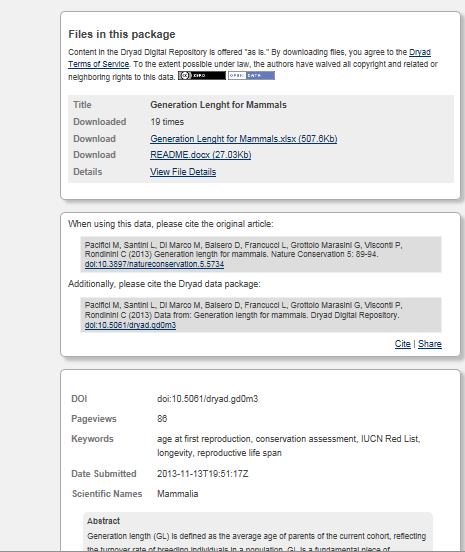 Files in this package
Content in the Dryad Digital Repository is offered "as is." By downloading files, you agree to the Dryad
Terms of Service. To the extent possible under law, the authors have waived all copyright and related or
neighboring rights to this data. CC ZERO OPEN DATA
Title Generation Lenght for Mammals
Downloaded 19 times
Download Generation Lenght for Mammals.xlsx (507.6Kb)
Download README.docx (27.03Kb)
Details View File Details
When using this data, please cite the original article:
Pacifici M, Santini L, Di Marco M, Baisero D, Francucci L, Grottolo Marasini G, Visconti P,
Rondinini C (2013) Generation length for mammals. Nature Conservation 5: 89-94.
doi:10.3897/natureconservation.5.5734
Additionally, please cite the Dryad data package:
Pacifici M, Santini L, Di Marco M, Baisero D, Francucci L, Grottolo Marasini G, Visconti P,
Rondinini C (2013) Data from: Generation length for mammals. Dryad Digital Repository.
doi:10.5061/dryad.gd0m3
Cite | Share
DOI doi:10.5061/dryad.gd0m3
Pageviews 86
Keywords age at first reproduction, conservation assessment, IUCN Red List,
longevity, reproductive life span
Date Submitted 2013-11-13T19:51:17Z
Scientific Names Mammalia
Abstract
Generation length (GL) is defined as the average age of parents of the current cohort, reflecting
the turnover rate of breeding individuals in a population. GL is a fundamental piece of